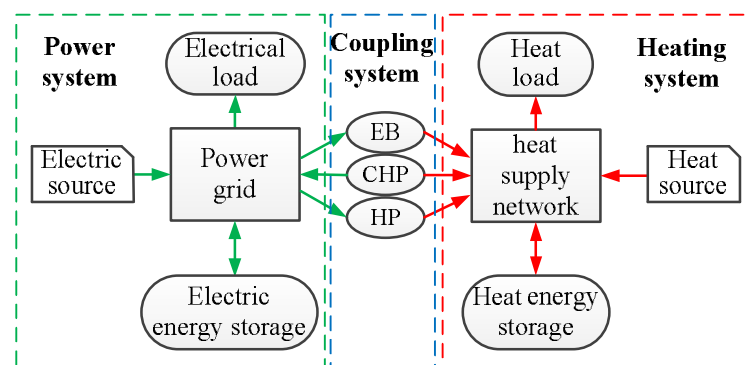 Power
system
Electrical
load
Electric
source
Power
grid
Electric
energy storage
Coupling
system
EB
CHP
HP
Heating
system
Heat
load
heat
supply
network
Heat
source
Heat energy
storage